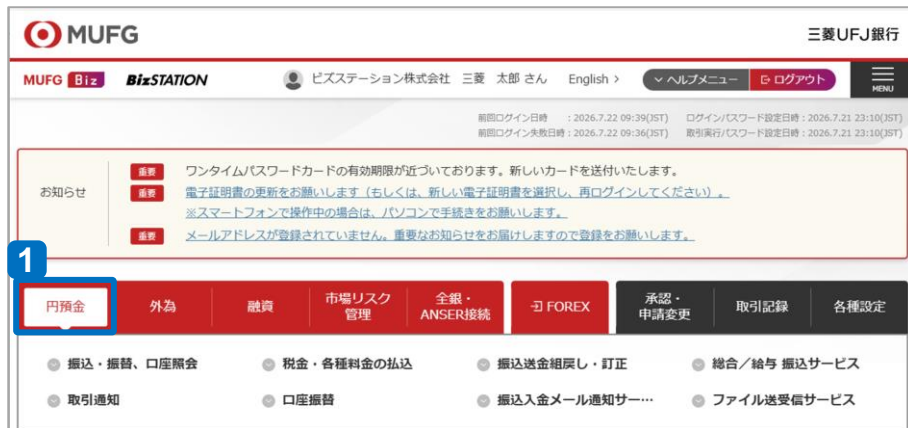 MUFG 三菱UFJ銀行
MUFG Biz BizSTATION ビズステーション株式会社 三菱 太郎 さん English > ヘルプメニュー ログアウト MENU
前回ログイン日時 : 2026.7.22 09:39(JST) ログインパスワード設定日時 : 2026.7.21 23:10(JST)
前回ログイン失敗日時 : 2026.7.22 09:36(JST) 取引実行パスワード設定日時 : 2026.7.21 23:10(JST)
重要 ワンタイムパスワードカードの有効期限が近づいております。新しいカードを送付いたします。
お知らせ 重要 電子証明書の更新をお願いします（もしくは、新しい電子証明書を選択し、再ログインしてください）。
※スマートフォンで操作中の場合は、パソコンで手続きをお願いします。
重要 メールアドレスが登録されていません。重要なお知らせをお届けしますので登録をお願いします。
1
円預金 外為 融資 市場リスク管理 全銀・ANSER接続 FOREX 承認・申請変更 取引記録 各種設定
振込・振替、口座照会 税金・各種料金の払込 振込送金組戻し・訂正 総合／給与 振込サービス
取引通知 口座振替 振込入金メール通知サー… ファイル送受信サービス